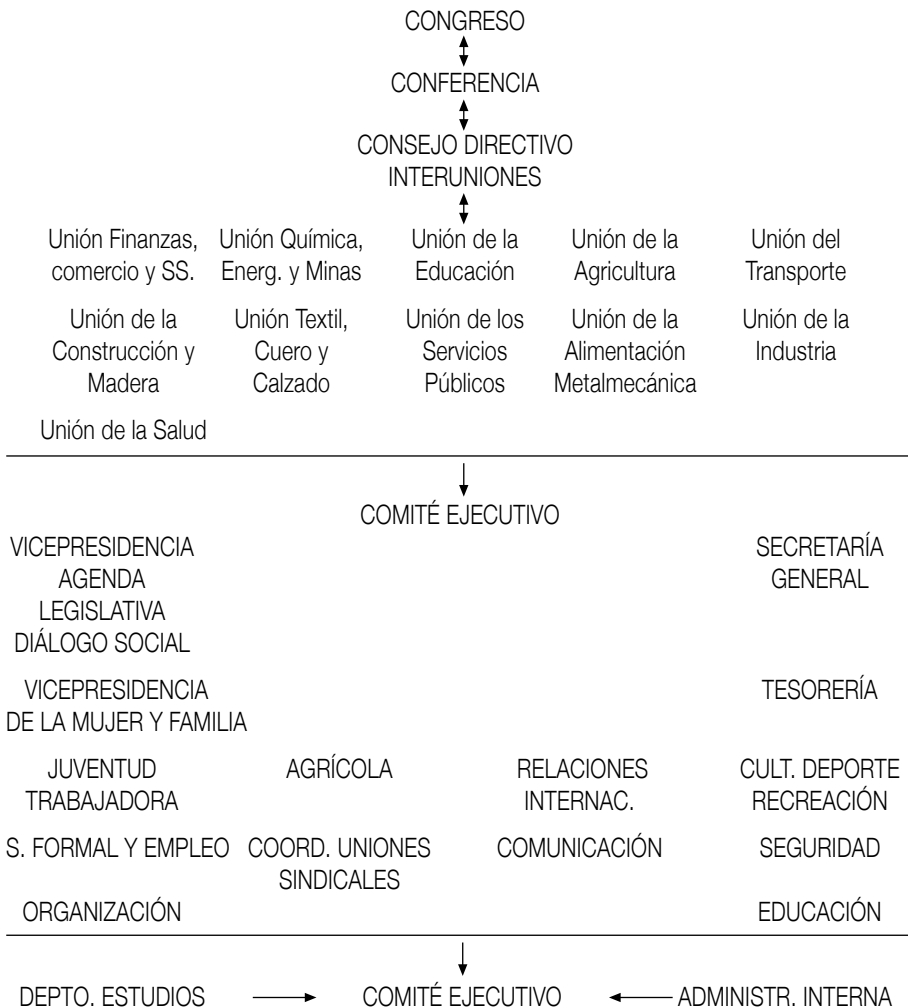 CONGRESO
CONFERENCIA
CONSEJO DIRECTIVO
INTERUNIONES
Unión Finanzas,
comercio y SS.
Unión Química,
Energ. y Minas
Unión de la
Educación
Unión de la
Agricultura
Unión del
Transporte
Unión de la
Construcción y
Madera
Unión Textil,
Cuero y
Calzado
Unión de los
Servicios
Públicos
Unión de la
Alimentación
Metalmecánica
Unión de la
Industria
Unión de la Salud
COMITÉ EJECUTIVO
VICEPRESIDENCIA
AGENDA
LEGISLATIVA
DIÁLOGO SOCIAL
SECRETARÍA
GENERAL
VICEPRESIDENCIA
DE LA MUJER Y FAMILIA
TESORERÍA
JUVENTUD
TRABAJADORA
AGRÍCOLA
RELACIONES
INTERNAC.
CULT. DEPORTE
RECREACIÓN
S. FORMAL Y EMPLEO
COORD. UNIONES
SINDICALES
COMUNICACIÓN
SEGURIDAD
ORGANIZACIÓN
EDUCACIÓN
DEPTO. ESTUDIOS
COMITÉ EJECUTIVO
ADMINISTR. INTERNA